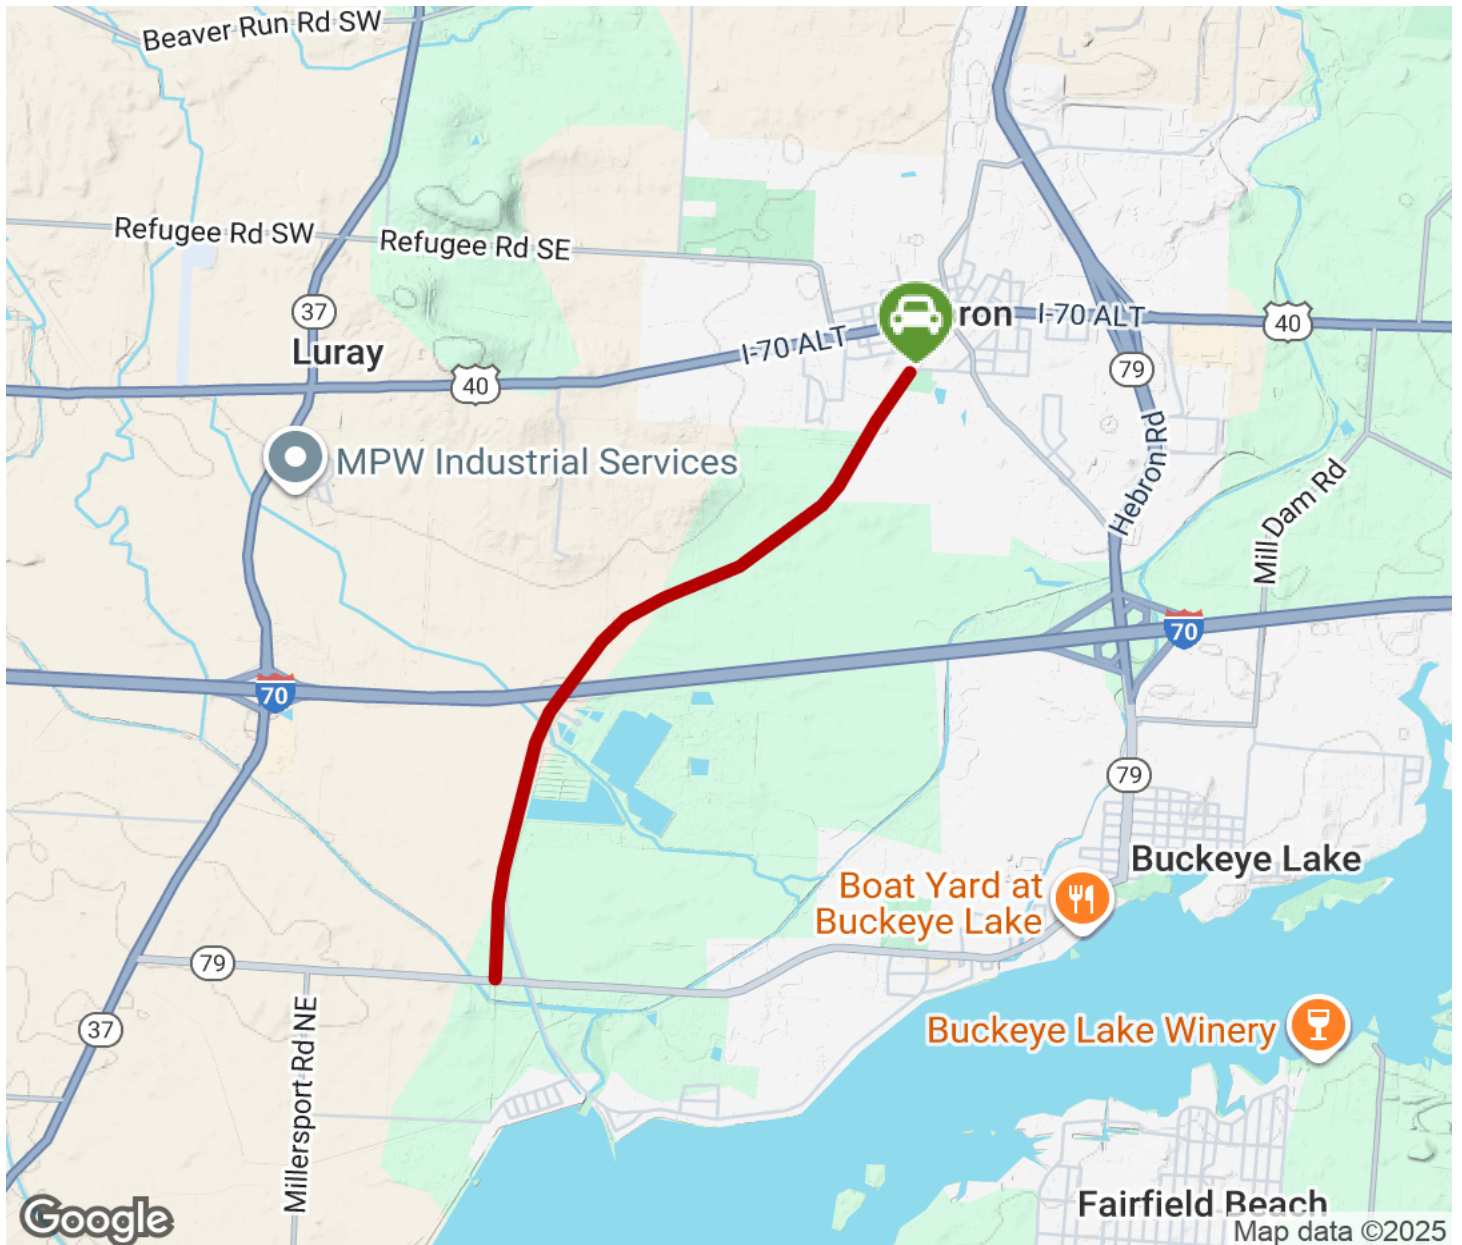 Beaver Run Rd SW
Refugee Rd SW
Refugee Rd SE
37
Luray
I-70 ALT
ron
I-70 ALT
40
40
79
MPW Industrial Services
Hebron Rd
Mill Dam Rd
70
70
79
Buckeye Lake
Boat Yard at
Buckeye Lake
79
37
Millersport Rd NE
Buckeye Lake Winery
Fairfield Beach
Google
Map data ©2025